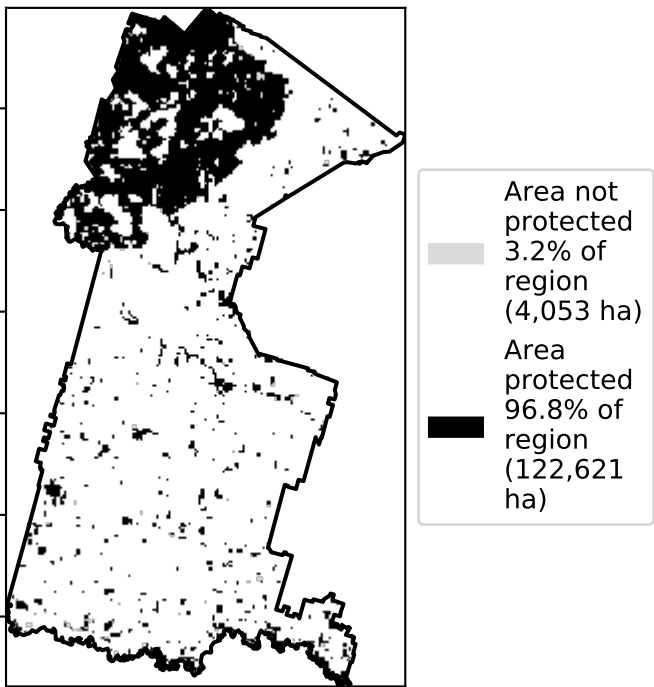 Area not
protected
3.2% of
region
(4,053 ha)
Area
protected
96.8% of
region
(122,621
ha)